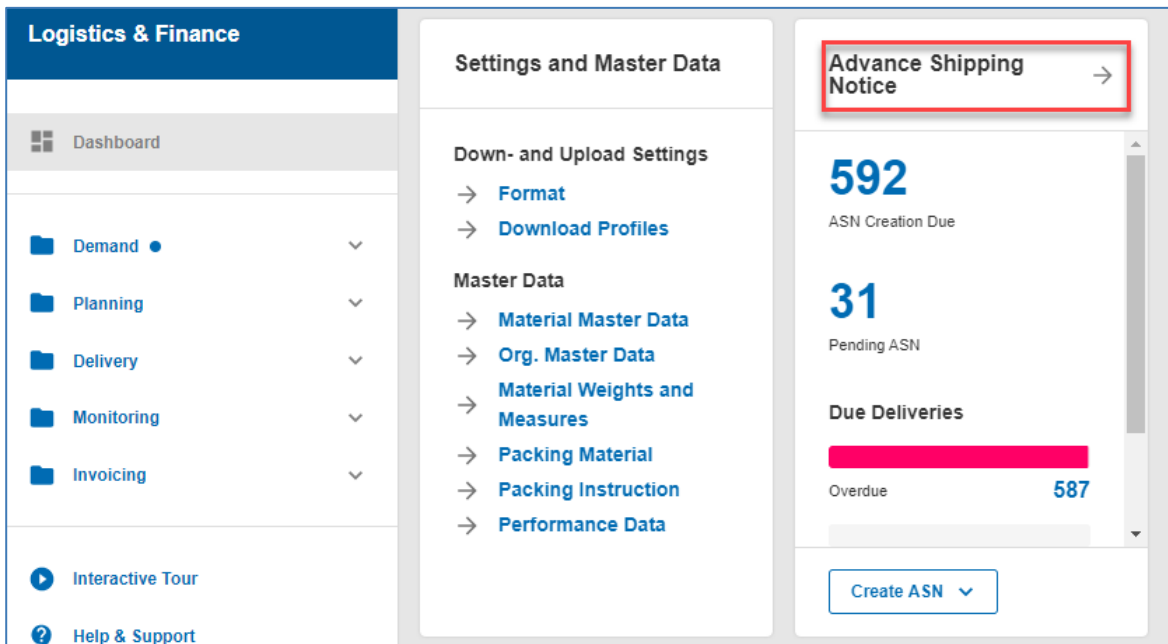 Logistics & Finance
Dashboard
Demand
Planning
Delivery
Monitoring
Invoicing
Interactive Tour
Help & Support
Settings and Master Data
Down- and Upload Settings
Format
Download Profiles
Master Data
Material Master Data
Org. Master Data
Material Weights and
Measures
Packing Material
Packing Instruction
Performance Data
Advance Shipping
Notice
592
ASN Creation Due
31
Pending ASN
Due Deliveries
Overdue 587
Create ASN